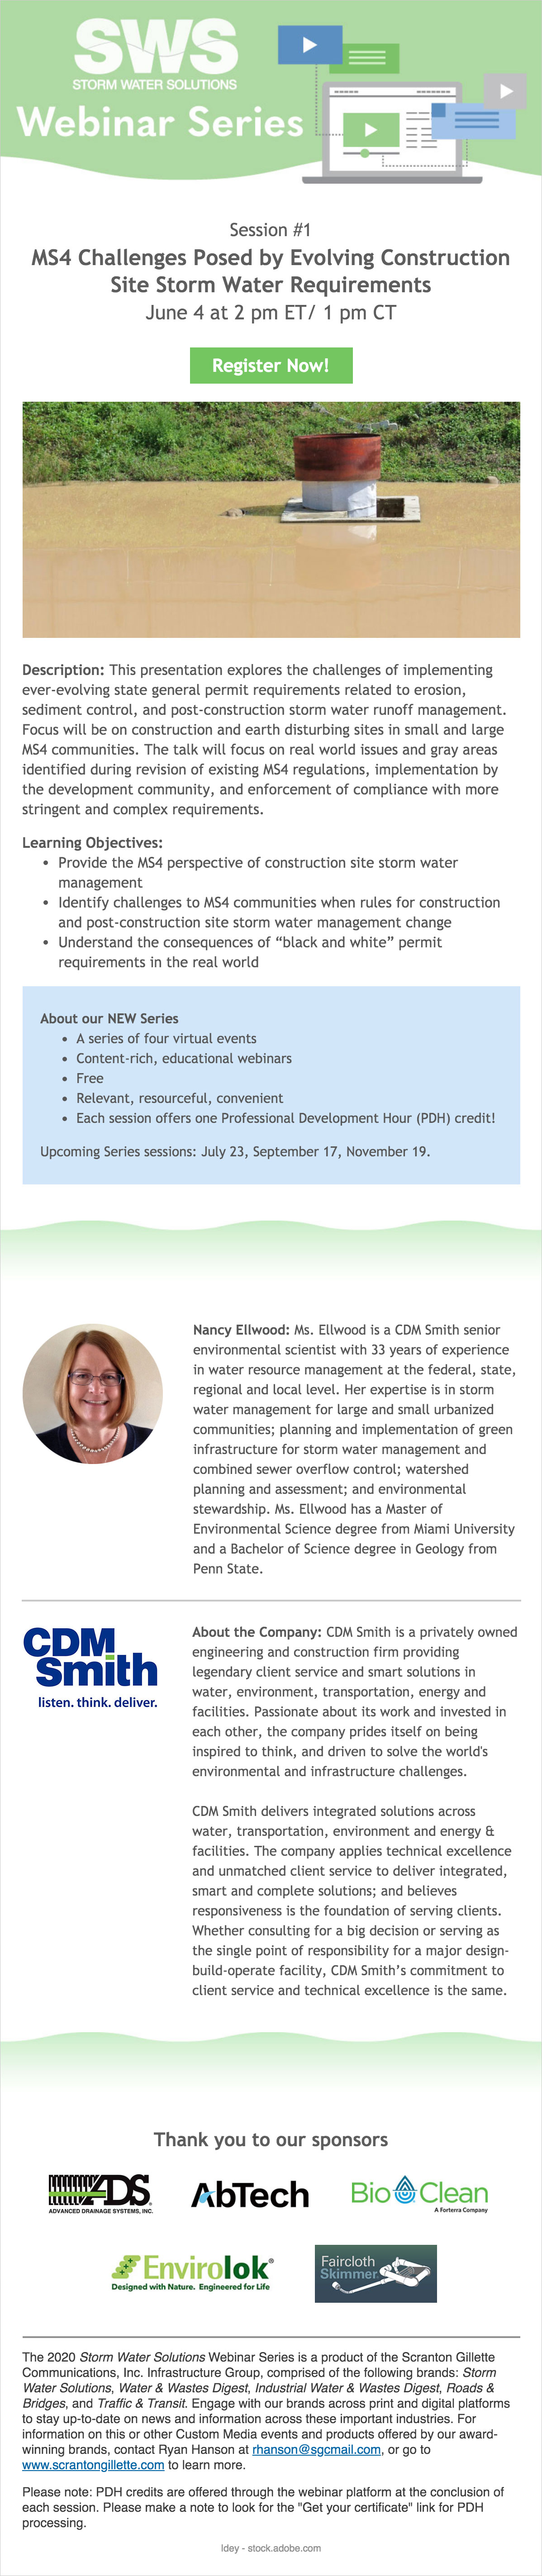 SWS
STORM WATER SOLUTIONS
Webinar Series
Session #1
MS4 Challenges Posed by Evolving Construction
Site Storm Water Requirements
June 4 at 2 pm ET/ 1 pm CT
Register Now!
Description: This presentation explores the challenges of implementing
ever-evolving state general permit requirements related to erosion,
sediment control, and post-construction storm water runoff management.
Focus will be on construction and earth disturbing sites in small and large
MS4 communities. The talk will focus on real world issues and gray areas
identified during revision of existing MS4 regulations, implementation by
the development community, and enforcement of compliance with more
stringent and complex requirements.
Learning Objectives:
• Provide the MS4 perspective of construction site storm water
management
• Identify challenges to MS4 communities when rules for construction
and post-construction site storm water management change
• Understand the consequences of “black and white” permit
requirements in the real world
About our NEW Series
• A series of four virtual events
• Content-rich, educational webinars
• Free
• Relevant, resourceful, convenient
• Each session offers one Professional Development Hour (PDH) credit!
Upcoming Series sessions: July 23, September 17, November 19.
Nancy Ellwood: Ms. Ellwood is a CDM Smith senior
environmental scientist with 33 years of experience
in water resource management at the federal, state,
regional and local level. Her expertise is in storm
water management for large and small urbanized
communities; planning and implementation of green
infrastructure for storm water management and
combined sewer overflow control; watershed
planning and assessment; and environmental
stewardship. Ms. Ellwood has a Master of
Environmental Science degree from Miami University
and a Bachelor of Science degree in Geology from
Penn State.
CDM
Smith
listen. think. deliver.
About the Company: CDM Smith is a privately owned
engineering and construction firm providing
legendary client service and smart solutions in
water, environment, transportation, energy and
facilities. Passionate about its work and invested in
each other, the company prides itself on being
inspired to think, and driven to solve the world's
environmental and infrastructure challenges.
CDM Smith delivers integrated solutions across
water, transportation, environment and energy &
facilities. The company applies technical excellence
and unmatched client service to deliver integrated,
smart and complete solutions; and believes
responsiveness is the foundation of serving clients.
Whether consulting for a big decision or serving as
the single point of responsibility for a major design-
build-operate facility, CDM Smith’s commitment to
client service and technical excellence is the same.
Thank you to our sponsors
ADS
ADVANCED DRAINAGE SYSTEMS, INC.
AbTech
Bio Clean
A Forterra Company
Envirolok®
Designed with Nature. Engineered for Life
Faircloth
Skimmer
The 2020 Storm Water Solutions Webinar Series is a product of the Scranton Gillette
Communications, Inc. Infrastructure Group, comprised of the following brands: Storm
Water Solutions, Water & Wastes Digest, Industrial Water & Wastes Digest, Roads &
Bridges, and Traffic & Transit. Engage with our brands across print and digital platforms
to stay up-to-date on news and information across these important industries. For
information on this or other Custom Media events and products offered by our award-
winning brands, contact Ryan Hanson at rhanson@sgcmail.com, or go to
www.scrantongillette.com to learn more.
Please note: PDH credits are offered through the webinar platform at the conclusion of
each session. Please make a note to look for the "Get your certificate" link for PDH
processing.
Idey - stock.adobe.com